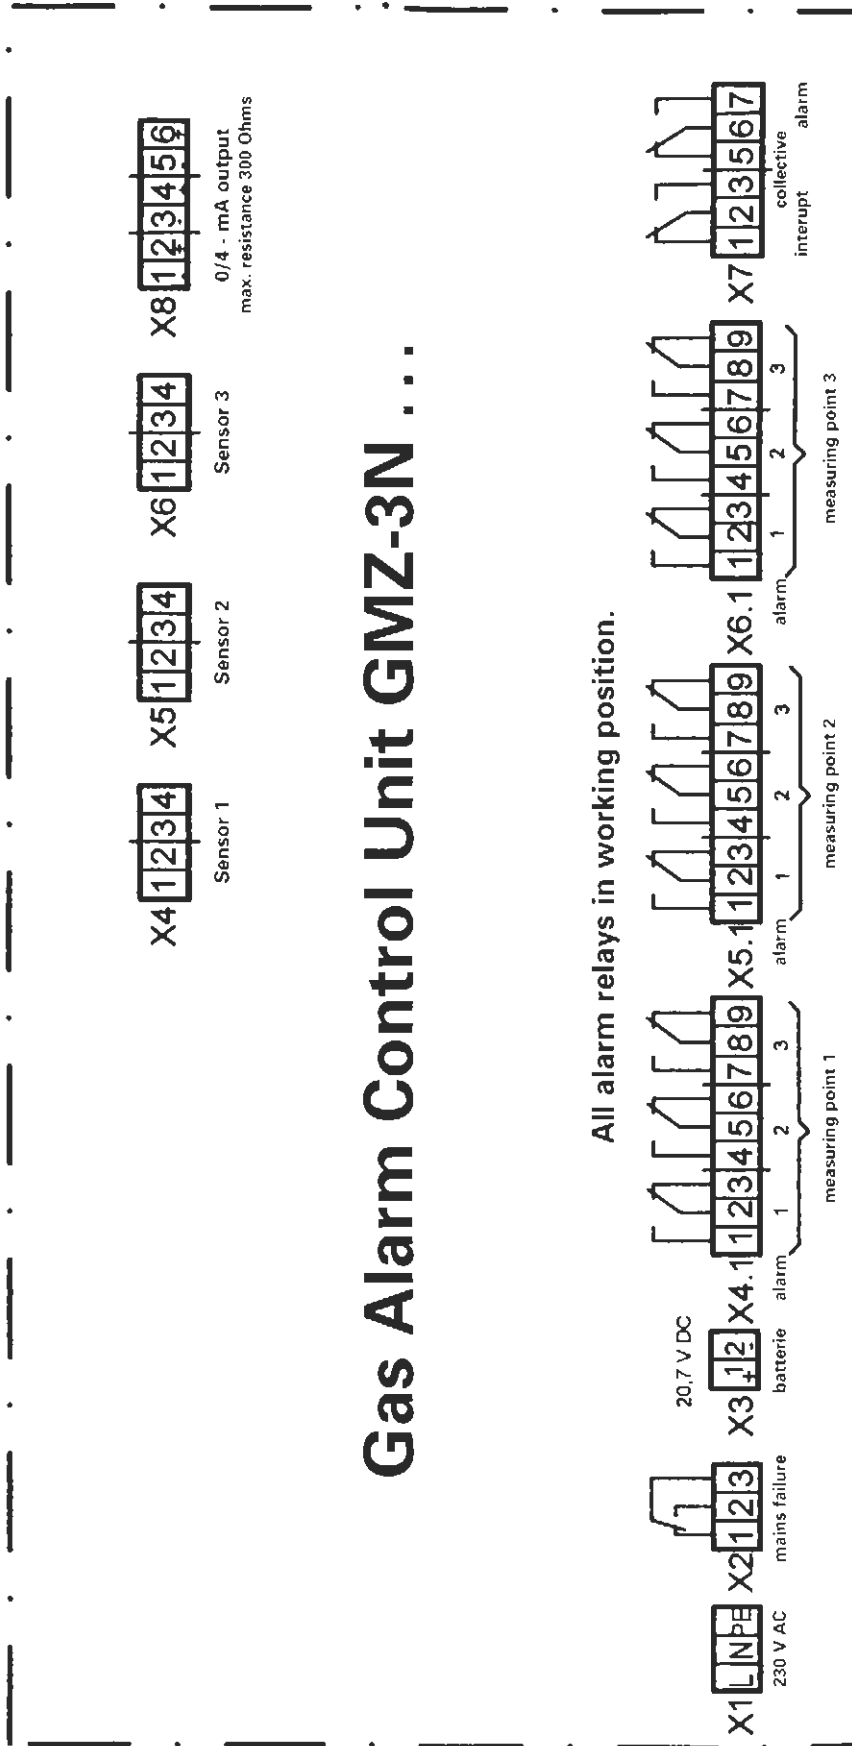 X4 1 2 3 4
Sensor 1
X5 1 2 3 4
Sensor 2
X6 1 2 3 4
Sensor 3
X8 1 2 3 4 5 6
0/4 - mA output
max. resistance 300 Ohms
Gas Alarm Control Unit GMZ-3N . . .
All alarm relays in working position.
X1 L N PE
230 V AC
X2 1 2 3
mains failure
20,7 V DC
X3 1 2
+ -
batterie
X4.1 1 2 3 4 5 6 7 8 9
alarm 1 2 3
measuring point 1
X5.1 1 2 3 4 5 6 7 8 9
alarm 1 2 3
measuring point 2
X6.1 1 2 3 4 5 6 7 8 9
alarm 1 2 3
measuring point 3
X7 1 2 3 5 6 7
collective
interupt alarm